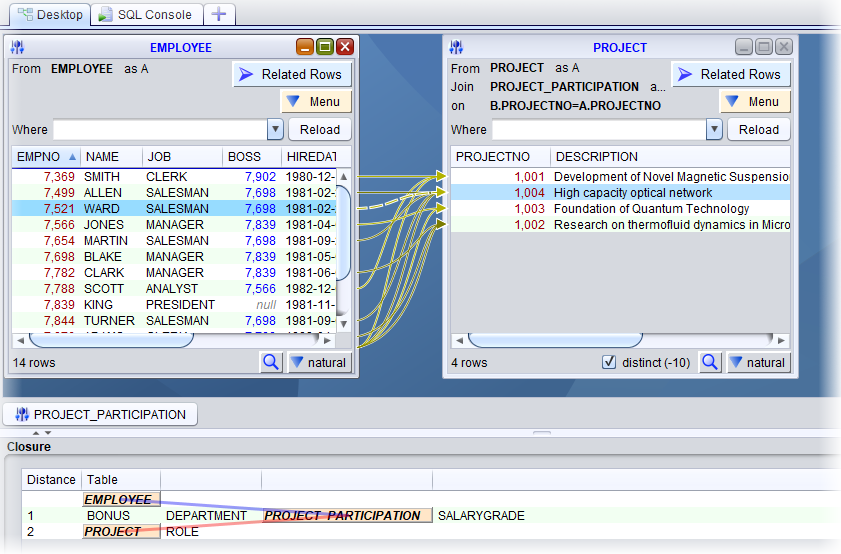 Desktop SQL Console
EMPLOYEE
From EMPLOYEE as A
Related Rows
Menu
Where Reload
EMPNO NAME JOB BOSS HIREDAT
7,369 SMITH CLERK 7,902 1980-12-
7,499 ALLEN SALESMAN 7,698 1981-02-
7,521 WARD SALESMAN 7,698 1981-02-
7,566 JONES MANAGER 7,839 1981-04-
7,654 MARTIN SALESMAN 7,698 1981-09-
7,698 BLAKE MANAGER 7,839 1981-05-
7,782 CLARK MANAGER 7,839 1981-06-
7,788 SCOTT ANALYST 7,566 1982-12-
7,839 KING PRESIDENT null 1981-11-
7,844 TURNER SALESMAN 7,698 1981-09-
14 rows natural
PROJECT
From PROJECT as A
Join PROJECT_PARTICIPATION a...
on B.PROJECTNO=A.PROJECTNO
Related Rows
Menu
Where Reload
PROJECTNO DESCRIPTION
1,001 Development of Novel Magnetic Suspensio
1,004 High capacity optical network
1,003 Foundation of Quantum Technology
1,002 Research on thermofluid dynamics in Micro
4 rows distinct (-10) natural
PROJECT_PARTICIPATION
Closure
Distance Table
EMPLOYEE
1 BONUS DEPARTMENT PROJECT_PARTICIPATION SALARYGRADE
2 PROJECT ROLE